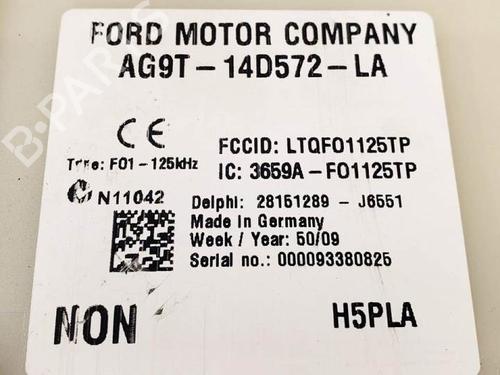 FORD MOTOR COMPANY
AG9T-14D572-LA
CE
FCCID: LTQFO1125TP
Type: F01-125kHz
IC: 3659A-FO1125TP
N11042
Delphi: 28151289 - J6551
Made in Germany
Week / Year: 50/09
Serial no.: 000093380825
NON
H5PLA
B-PARTS